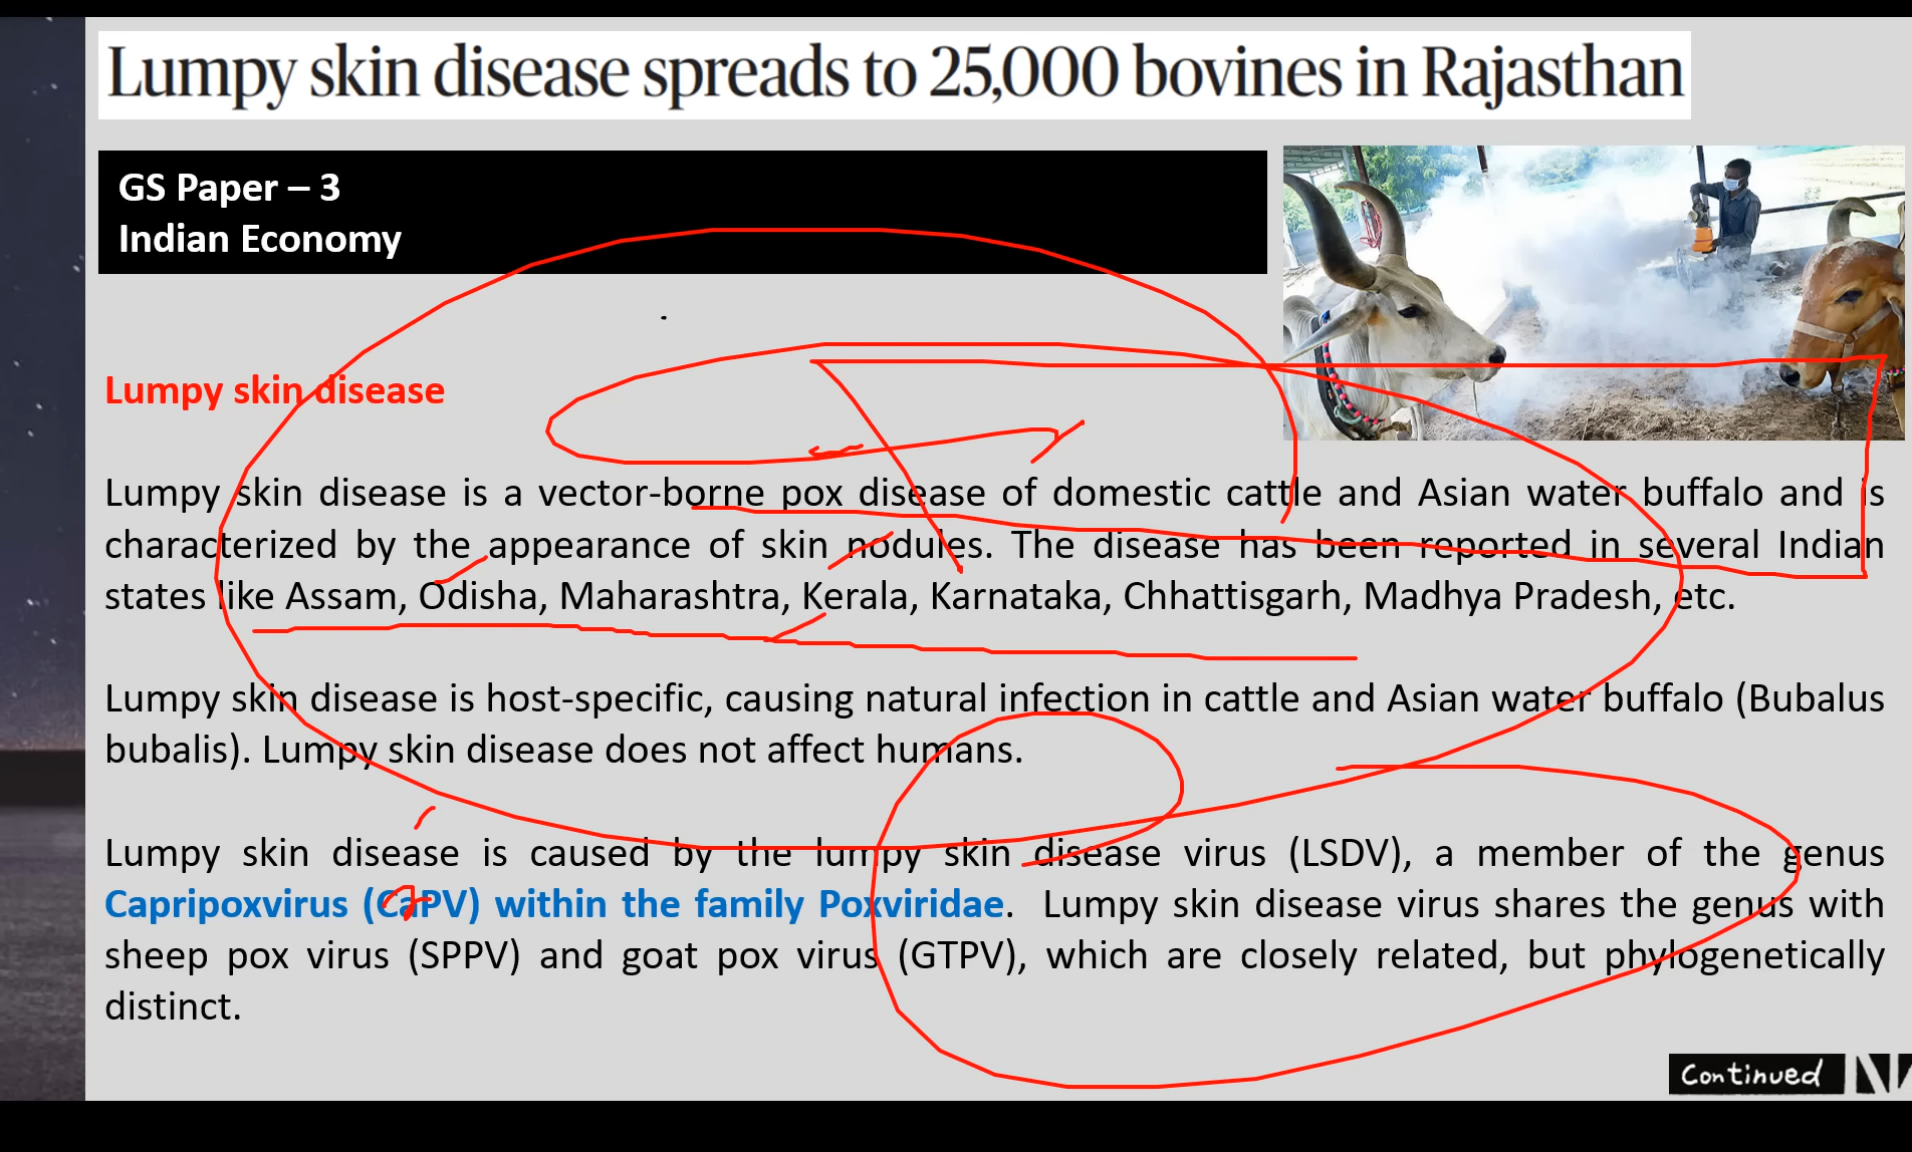 Lumpy skin disease spreads to 25,000 bovines in Rajasthan
GS Paper – 3
Indian Economy
Lumpy skin disease
Lumpy skin disease is a vector-borne pox disease of domestic cattle and Asian water buffalo and is
characterized by the appearance of skin nodules. The disease has been reported in several Indian
states like Assam, Odisha, Maharashtra, Kerala, Karnataka, Chhattisgarh, Madhya Pradesh, etc.
Lumpy skin disease is host-specific, causing natural infection in cattle and Asian water buffalo (Bubalus
bubalis). Lumpy skin disease does not affect humans.
Lumpy skin disease is caused by the lumpy skin disease virus (LSDV), a member of the genus
Capripoxvirus (CaPV) within the family Poxviridae. Lumpy skin disease virus shares the genus with
sheep pox virus (SPPV) and goat pox virus (GTPV), which are closely related, but phylogenetically
distinct.
Continued